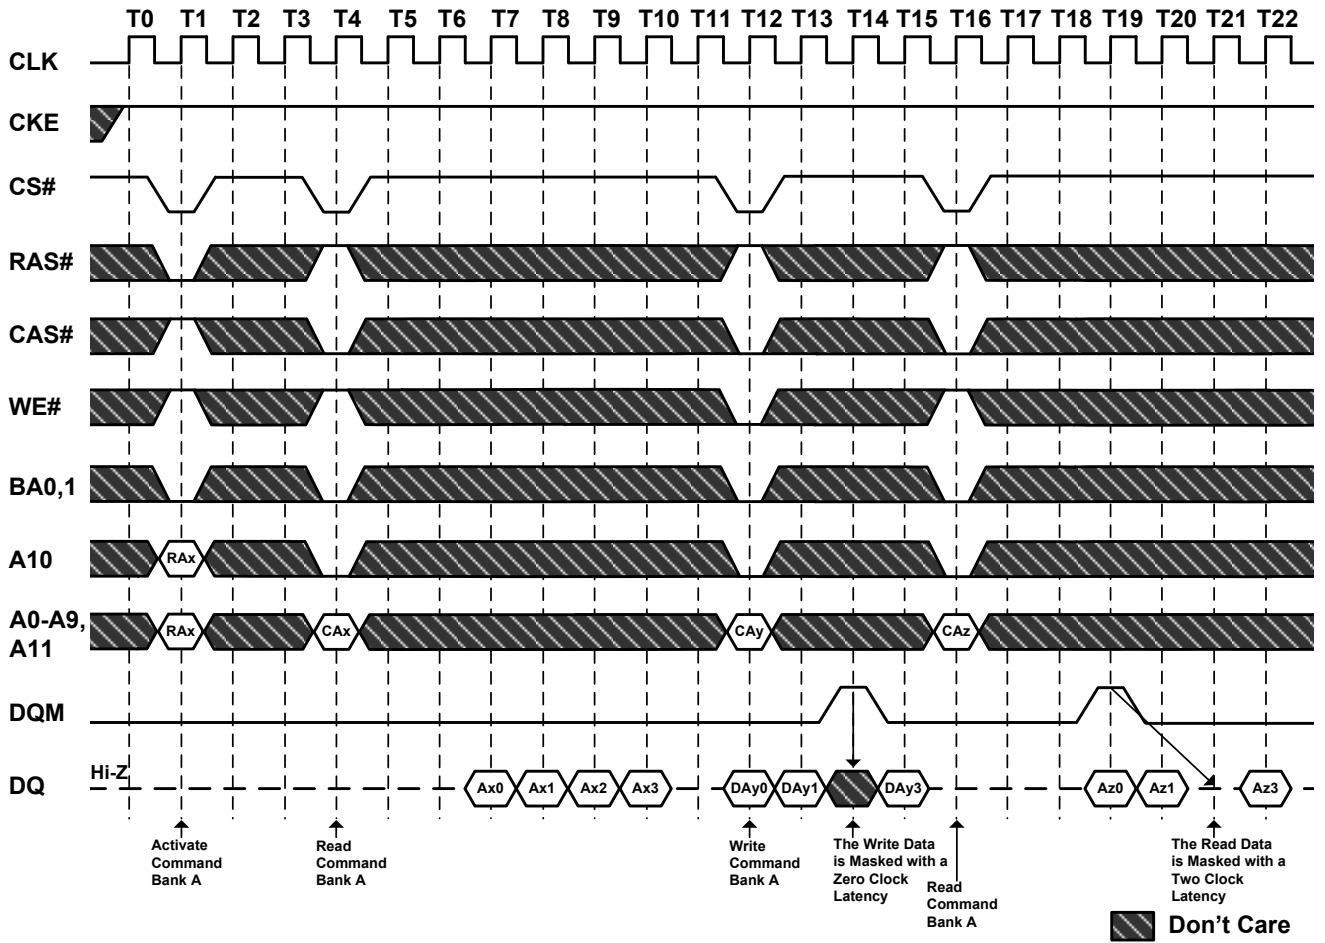 T0 T1 T2 T3 T4 T5 T6 T7 T8 T9 T10 T11 T12 T13 T14 T15 T16 T17 T18 T19 T20 T21 T22
CLK
CKE
CS#
RAS#
CAS#
WE#
BA0,1
A10
RAx
A0-A9,
A11
RAx CAx CAy CAz
DQM
DQ
Hi-Z
Ax0 Ax1 Ax2 Ax3 DAy0 DAy1 DAy3 Az0 Az1 Az3
Activate
Command
Bank A
Read
Command
Bank A
Write
Command
Bank A
The Write Data
is Masked with a
Zero Clock
Latency
Read
Command
Bank A
The Read Data
is Masked with a
Two Clock
Latency
Don't Care